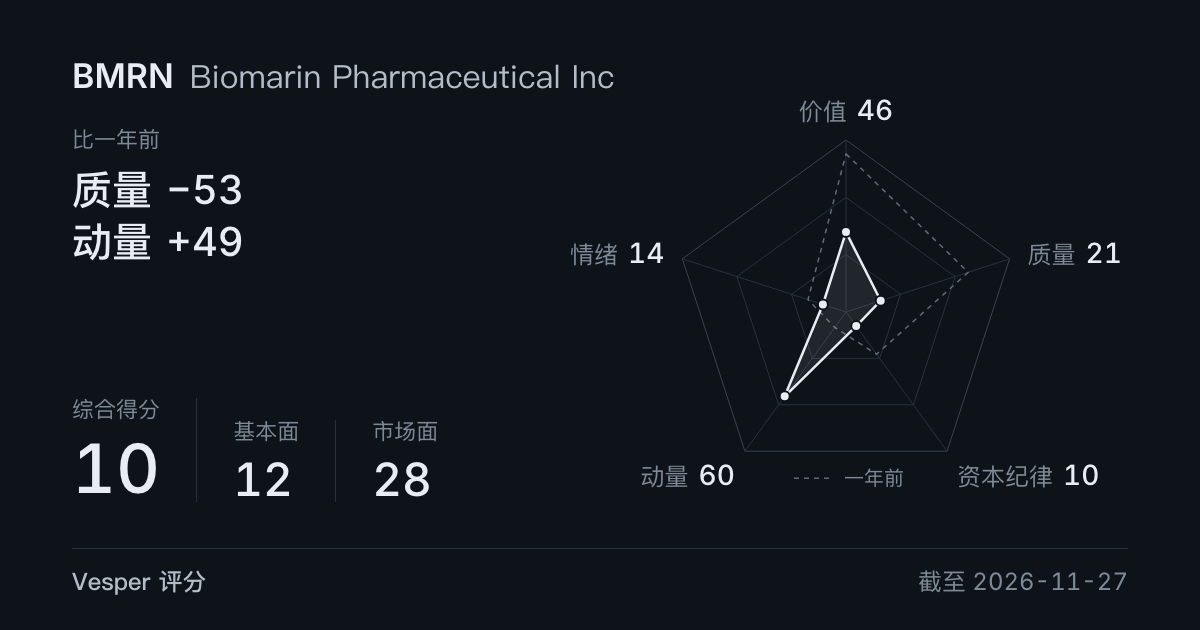 BMRN Biomarin Pharmaceutical Inc
比一年前
质量 −53
动量 +49
价值 46
情绪 14
质量 21
动量 60
---- 一年前
资本纪律 10
综合得分
10
基本面
12
市场面
28
Vesper 评分
截至 2026-11-27